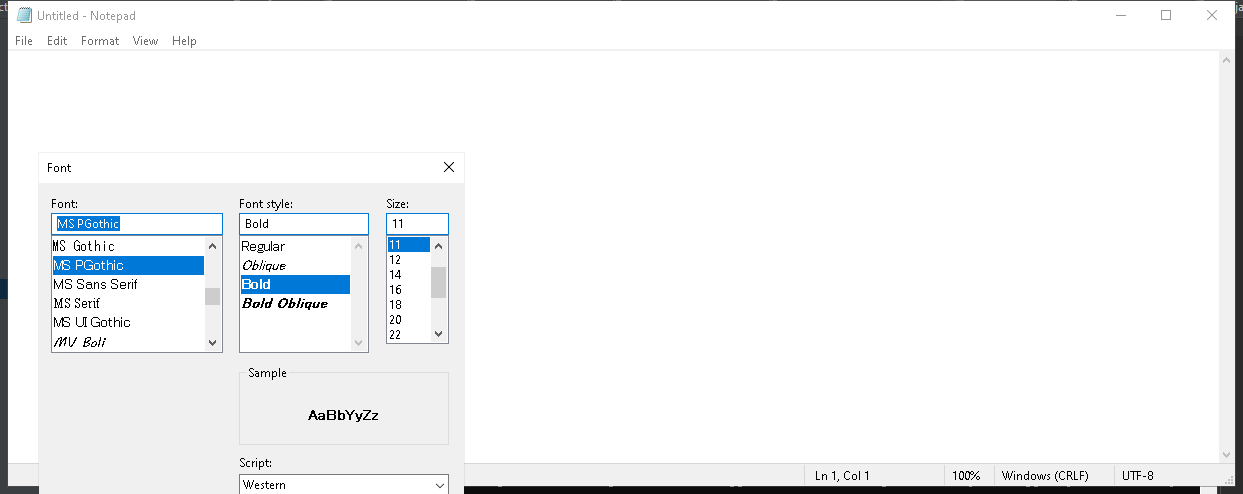 Untitled - Notepad
File Edit Format View Help
Font
Font: Font style: Size:
MS PGothic Bold 11
MS Gothic
MS PGothic
MS Sans Serif
MS Serif
MS UI Gothic
MV Boli
Regular
Oblique
Bold
Bold Oblique
11
12
14
16
18
20
22
Sample
AaBbYyZz
Script:
Western
Ln 1, Col 1 100% Windows (CRLF) UTF-8